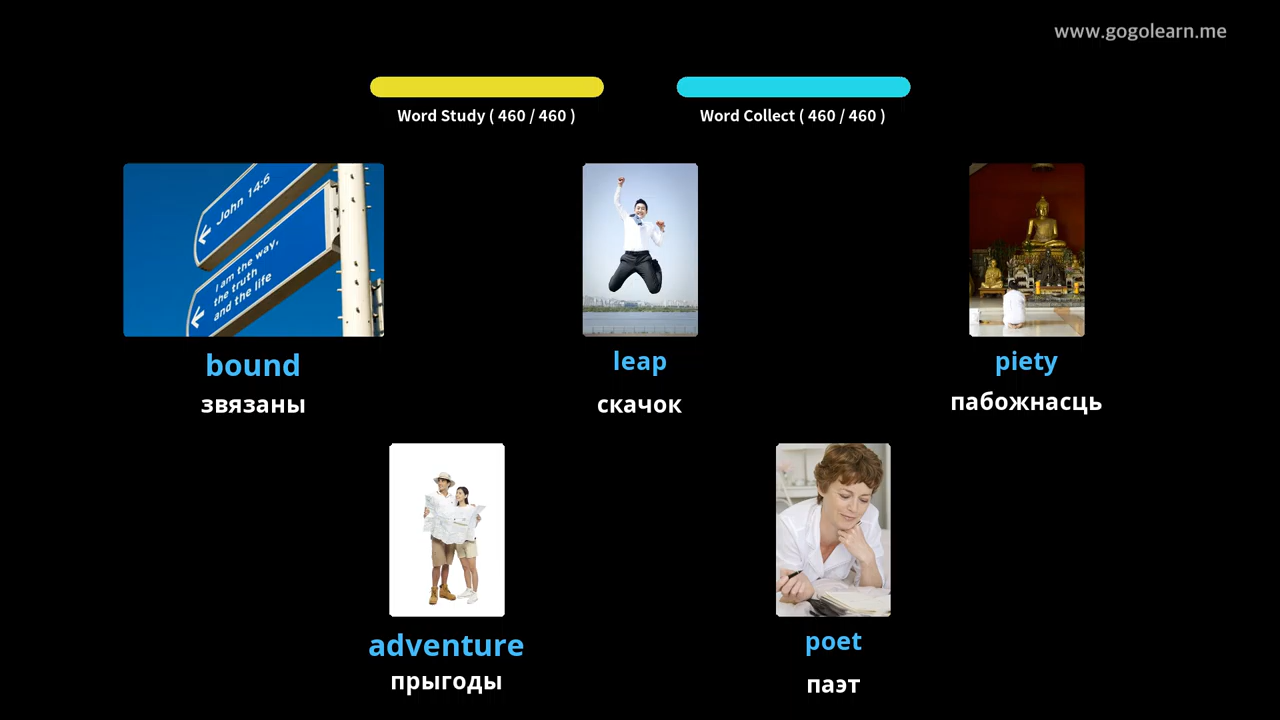 www.gogolearn.me
Word Study ( 460 / 460 )
Word Collect ( 460 / 460 )
John 14:6
I am the way,
the truth
and the life
bound
звязаны
leap
скачок
piety
пабожнасць
adventure
прыгоды
poet
паэт